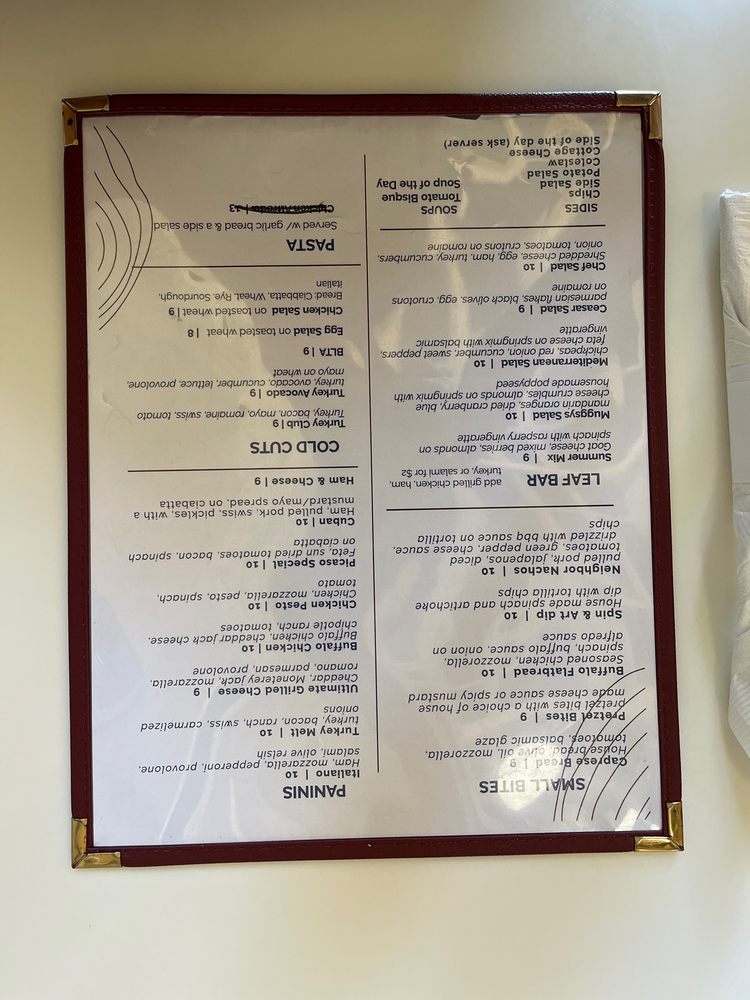 SMALL BITES
Caprese Bread | 9
House bread, olive oil, mozzorolla,
tomatoes, balsamic glaze
Pretzel Bites | 9
pretzel bites with a choice of house
made cheese sauce or spicy mustard
Buffalo Flatbread | 10
Seasoned chicken, mozzorella,
spinach, buffalo sauce, onion on
alfredo sauce
Spin & Art dip | 10
House made spinach and artichoke
dip with tortilla chips
Neighbor Nachos | 10
pulled pork, jalapenos, diced
tomatoes, green pepper, cheese sauce,
drizzled with bbq sauce on tortilla
chips
LEAF BAR
add grilled chicken, ham,
turkey, or salami for $2
Summer Mix | 9
Goat cheese, mixed berries, almonds on
spinach with rasperry vingeratte
Muggsys Salad | 10
mandarin oranges, dried cranberry, blue
cheese crumbles, almonds on springmix with
housemade poppyseed
Mediterranean Salad | 10
chickpeas, red onion, cucumber, sweet peppers,
feta cheese on springmix with balsamic
vingeratte
Ceasar Salad | 9
parmesian flakes, black olives, egg, cruotons
on romaine
Chef Salad | 10
Shredded cheese, egg, ham, turkey, cucumbers,
onion, tomatoes, crutons on romaine
SIDES
Chips
Side Salad
Potato Salad
Coleslaw
Cottage Cheese
Side of the day (ask server)
SOUPS
Tomato Bisque
Soup of the Day
PANINIS
Italiano | 10
Ham, mozzarella, pepperoni, provolone,
salami, olive relsih
Turkey Melt | 10
turkey, bacon, ranch, swiss, carmelized
onions
Ultimate Grilled Cheese | 9
Cheddar, Monterey jack, mozzarella,
romano, parmesan, provolone
Buffalo Chicken | 10
Buffalo chicken, cheddar jack cheese,
chipotle ranch, tomatoes
Chicken Pesto | 10
Chicken, mozzarella, pesto, spinach,
tomato
Picaso Special | 10
Feta, sun dried tomatoes, bacon, spinach
on ciabatta
Cuban | 10
Ham, pulled pork, swiss, pickles, with a
mustard/mayo spread, on ciabatta
Ham & Cheese | 9
COLD CUTS
Turkey Club | 9
Turkey, bacon, mayo, romaine, swiss, tomato
Turkey Avocado | 9
turkey, avocado, cucumber, lettuce, provolone,
mayo on wheat
BLTA | 9
Egg Salad on toasted wheat | 8
Chicken Salad on toasted wheat | 9
Bread: Ciabbatta, Wheat, Rye, Sourdough,
italian
PASTA
Served w/ garlic bread & a side salad
Chicken Alfredo | 13